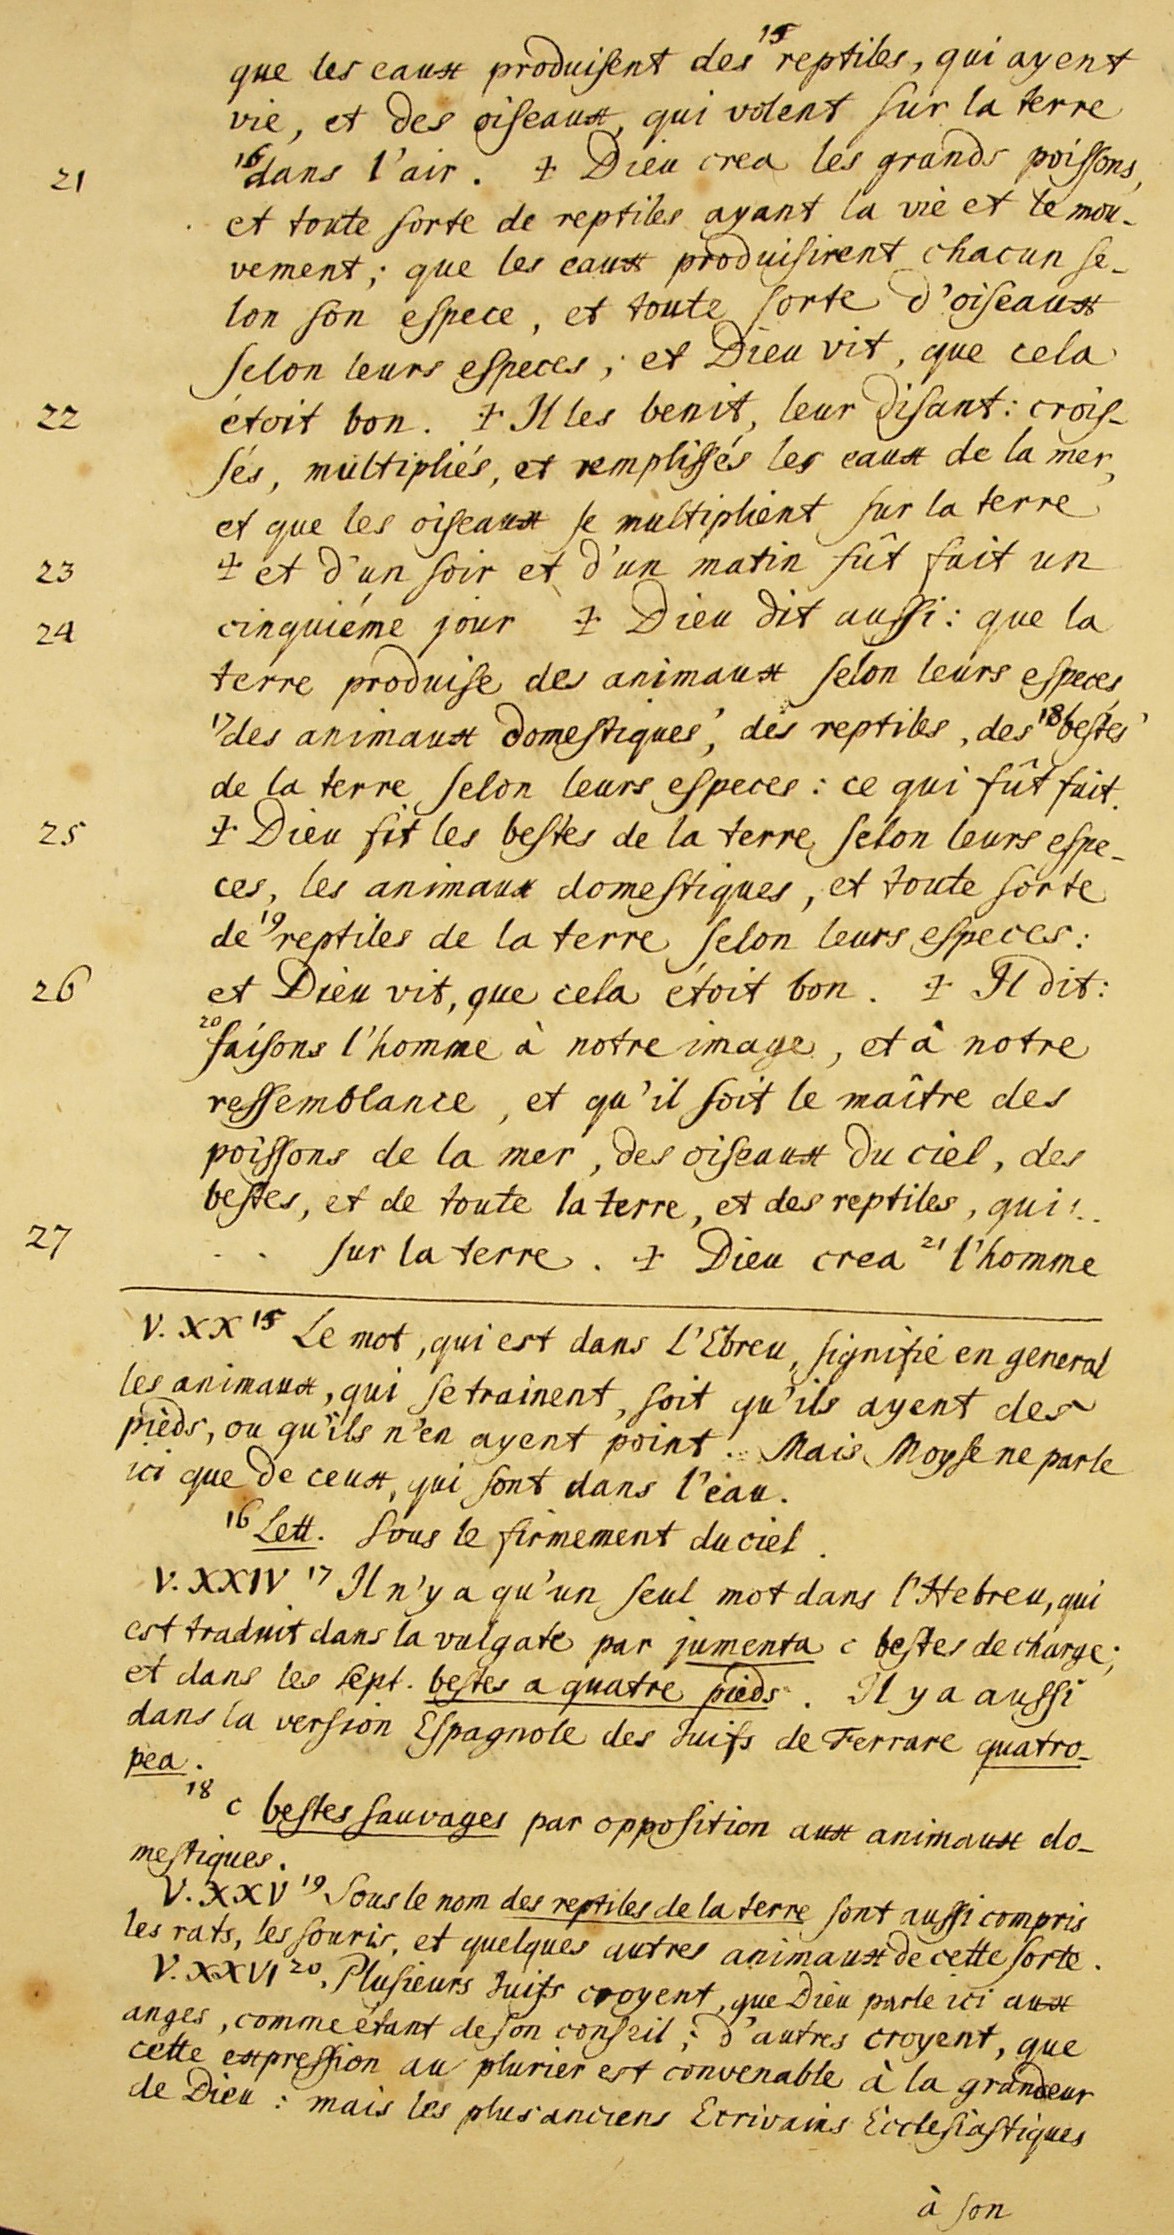 que les eaux produisent des ¹⁵ reptiles, qui ayent
vie, et des oiseaux, qui volent sur la terre
21 ¹⁶ dans l'air. ‡ Dieu crea les grands poissons,
et toute sorte de reptiles ayant la vie et le mou-
vement; que les eaux produisirent chacun se-
lon son espece, et toute sorte d'oiseaux
selon leurs especes; et Dieu vit, que cela
22 étoit bon. ‡ Il les benit, leur disant: crois-
sés, multipliés, et remplissés les eaux de la mer,
et que les oiseaux se multiplient sur la terre
23 ‡ et d'un soir et d'un matin fût fait un
24 cinquiéme jour ‡ Dieu dit aussi: que la
terre produise des animaux selon leurs especes
¹⁷ des animaux domestiques, des reptiles, des ¹⁸ bestes
de la terre selon leurs especes: ce qui fût fait.
25 ‡ Dieu fit les bestes de la terre selon leurs espe-
ces, les animaux domestiques, et toute sorte
de ¹⁹ reptiles de la terre selon leurs especes:
26 et Dieu vit, que cela étoit bon. ‡ Il dit:
²⁰ faisons l'homme à notre image, et à notre
ressemblance, et qu'il soit le maître des
poissons de la mer, des oiseaux du ciel, des
bestes, et de toute la terre, et des reptiles, qui
27 sur la terre. ‡ Dieu crea ²¹ l'homme
V. XX ¹⁵ Le mot, qui est dans L'Ebreu, signifie en general
les animaux, qui se trainent, soit qu'ils ayent des
pieds, ou qu'ils n'en ayent point. Mais Moyse ne parle
ici que de ceux, qui sont dans l'eau.
¹⁶ Lett. Sous le firmement du ciel.
V. XXIV ¹⁷ Il n'y a qu'un seul mot dans l'Hebreu, qui
est traduit dans la vulgate par jumenta c bestes de charge;
et dans les sept. bestes a quatre pieds. Il y a aussi
dans la version Espagnole des Juifs de Ferrare quatro-
pea.
¹⁸ c bestes sauvages par opposition aux animaux do-
mestiques.
V. XXV ¹⁹ Sous le nom des reptiles de la terre sont aussi compris
les rats, les souris, et quelques autres animaux de cette sorte.
V. XXVI ²⁰. Plusieurs Juifs croyent, que Dieu parle ici aux
anges, comme étant de son conseil; d'autres croyent, que
cette expression au plurier est convenable à la grandeur
de Dieu: mais les plus anciens Ecrivains Ecclesiastiques
à son